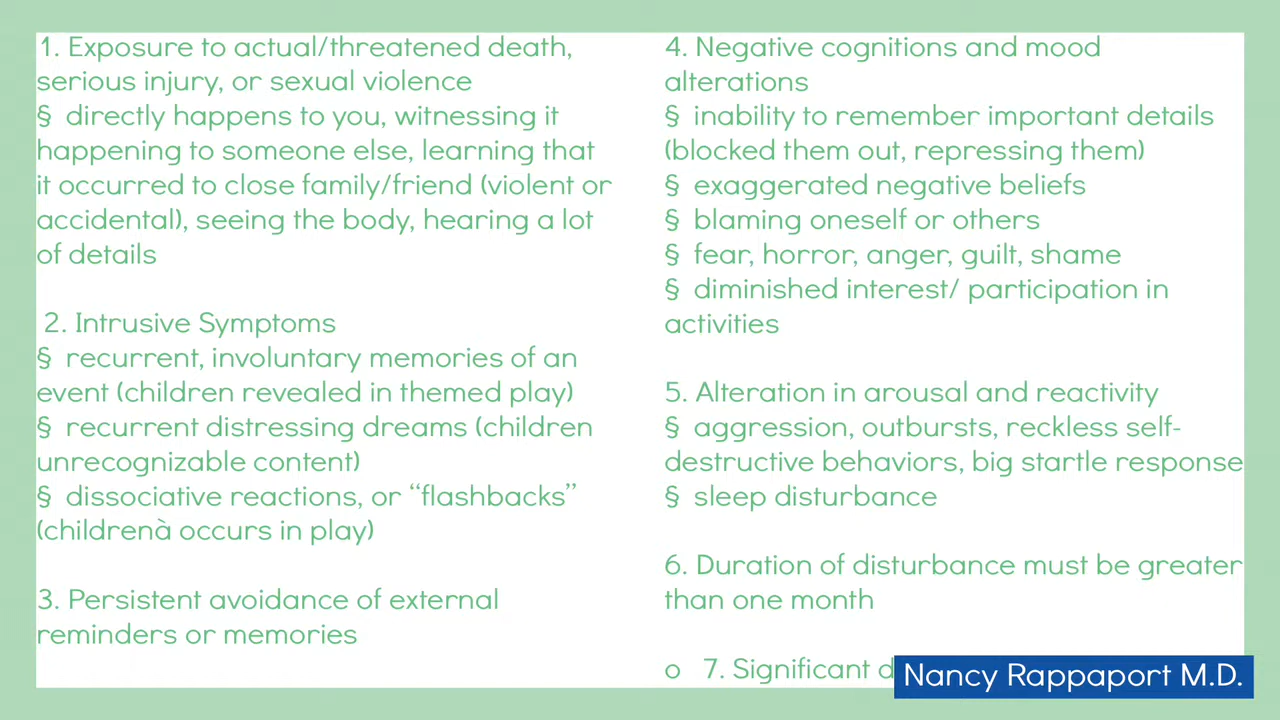 1. Exposure to actual/threatened death,
serious injury, or sexual violence
§ directly happens to you, witnessing it
happening to someone else, learning that
it occurred to close family/friend (violent or
accidental), seeing the body, hearing a lot
of details
2. Intrusive Symptoms
§ recurrent, involuntary memories of an
event (children revealed in themed play)
§ recurrent distressing dreams (children
unrecognizable content)
§ dissociative reactions, or “flashbacks”
(childrenà occurs in play)
3. Persistent avoidance of external
reminders or memories
4. Negative cognitions and mood
alterations
§ inability to remember important details
(blocked them out, repressing them)
§ exaggerated negative beliefs
§ blaming oneself or others
§ fear, horror, anger, guilt, shame
§ diminished interest/ participation in
activities
5. Alteration in arousal and reactivity
§ aggression, outbursts, reckless self-
destructive behaviors, big startle response
§ sleep disturbance
6. Duration of disturbance must be greater
than one month
o 7. Significant
Nancy Rappaport M.D.